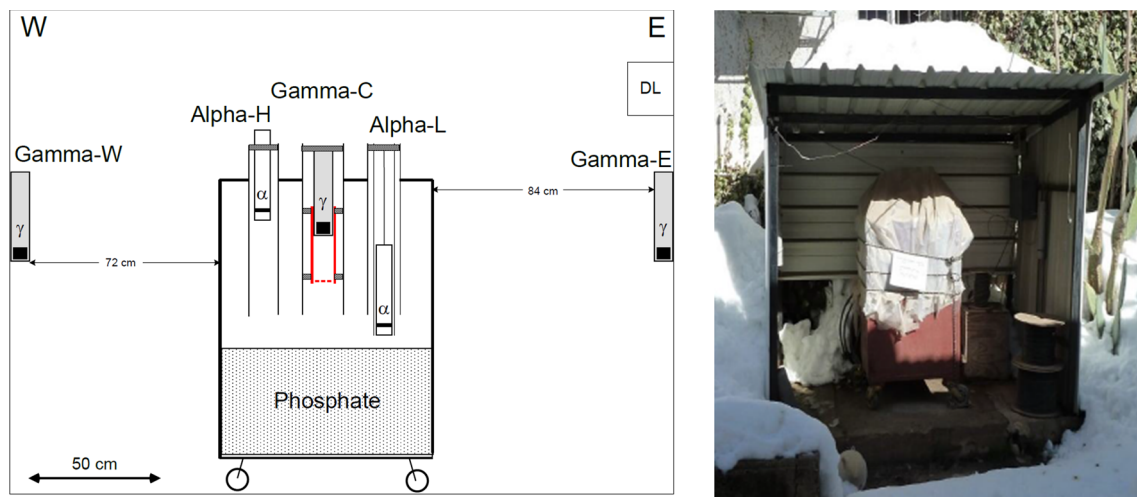 W
E
DL
Gamma-C
Alpha-H
Alpha-L
Gamma-W
Gamma-E
α
γ
84 cm
γ
γ
72 cm
α
Phosphate
50 cm